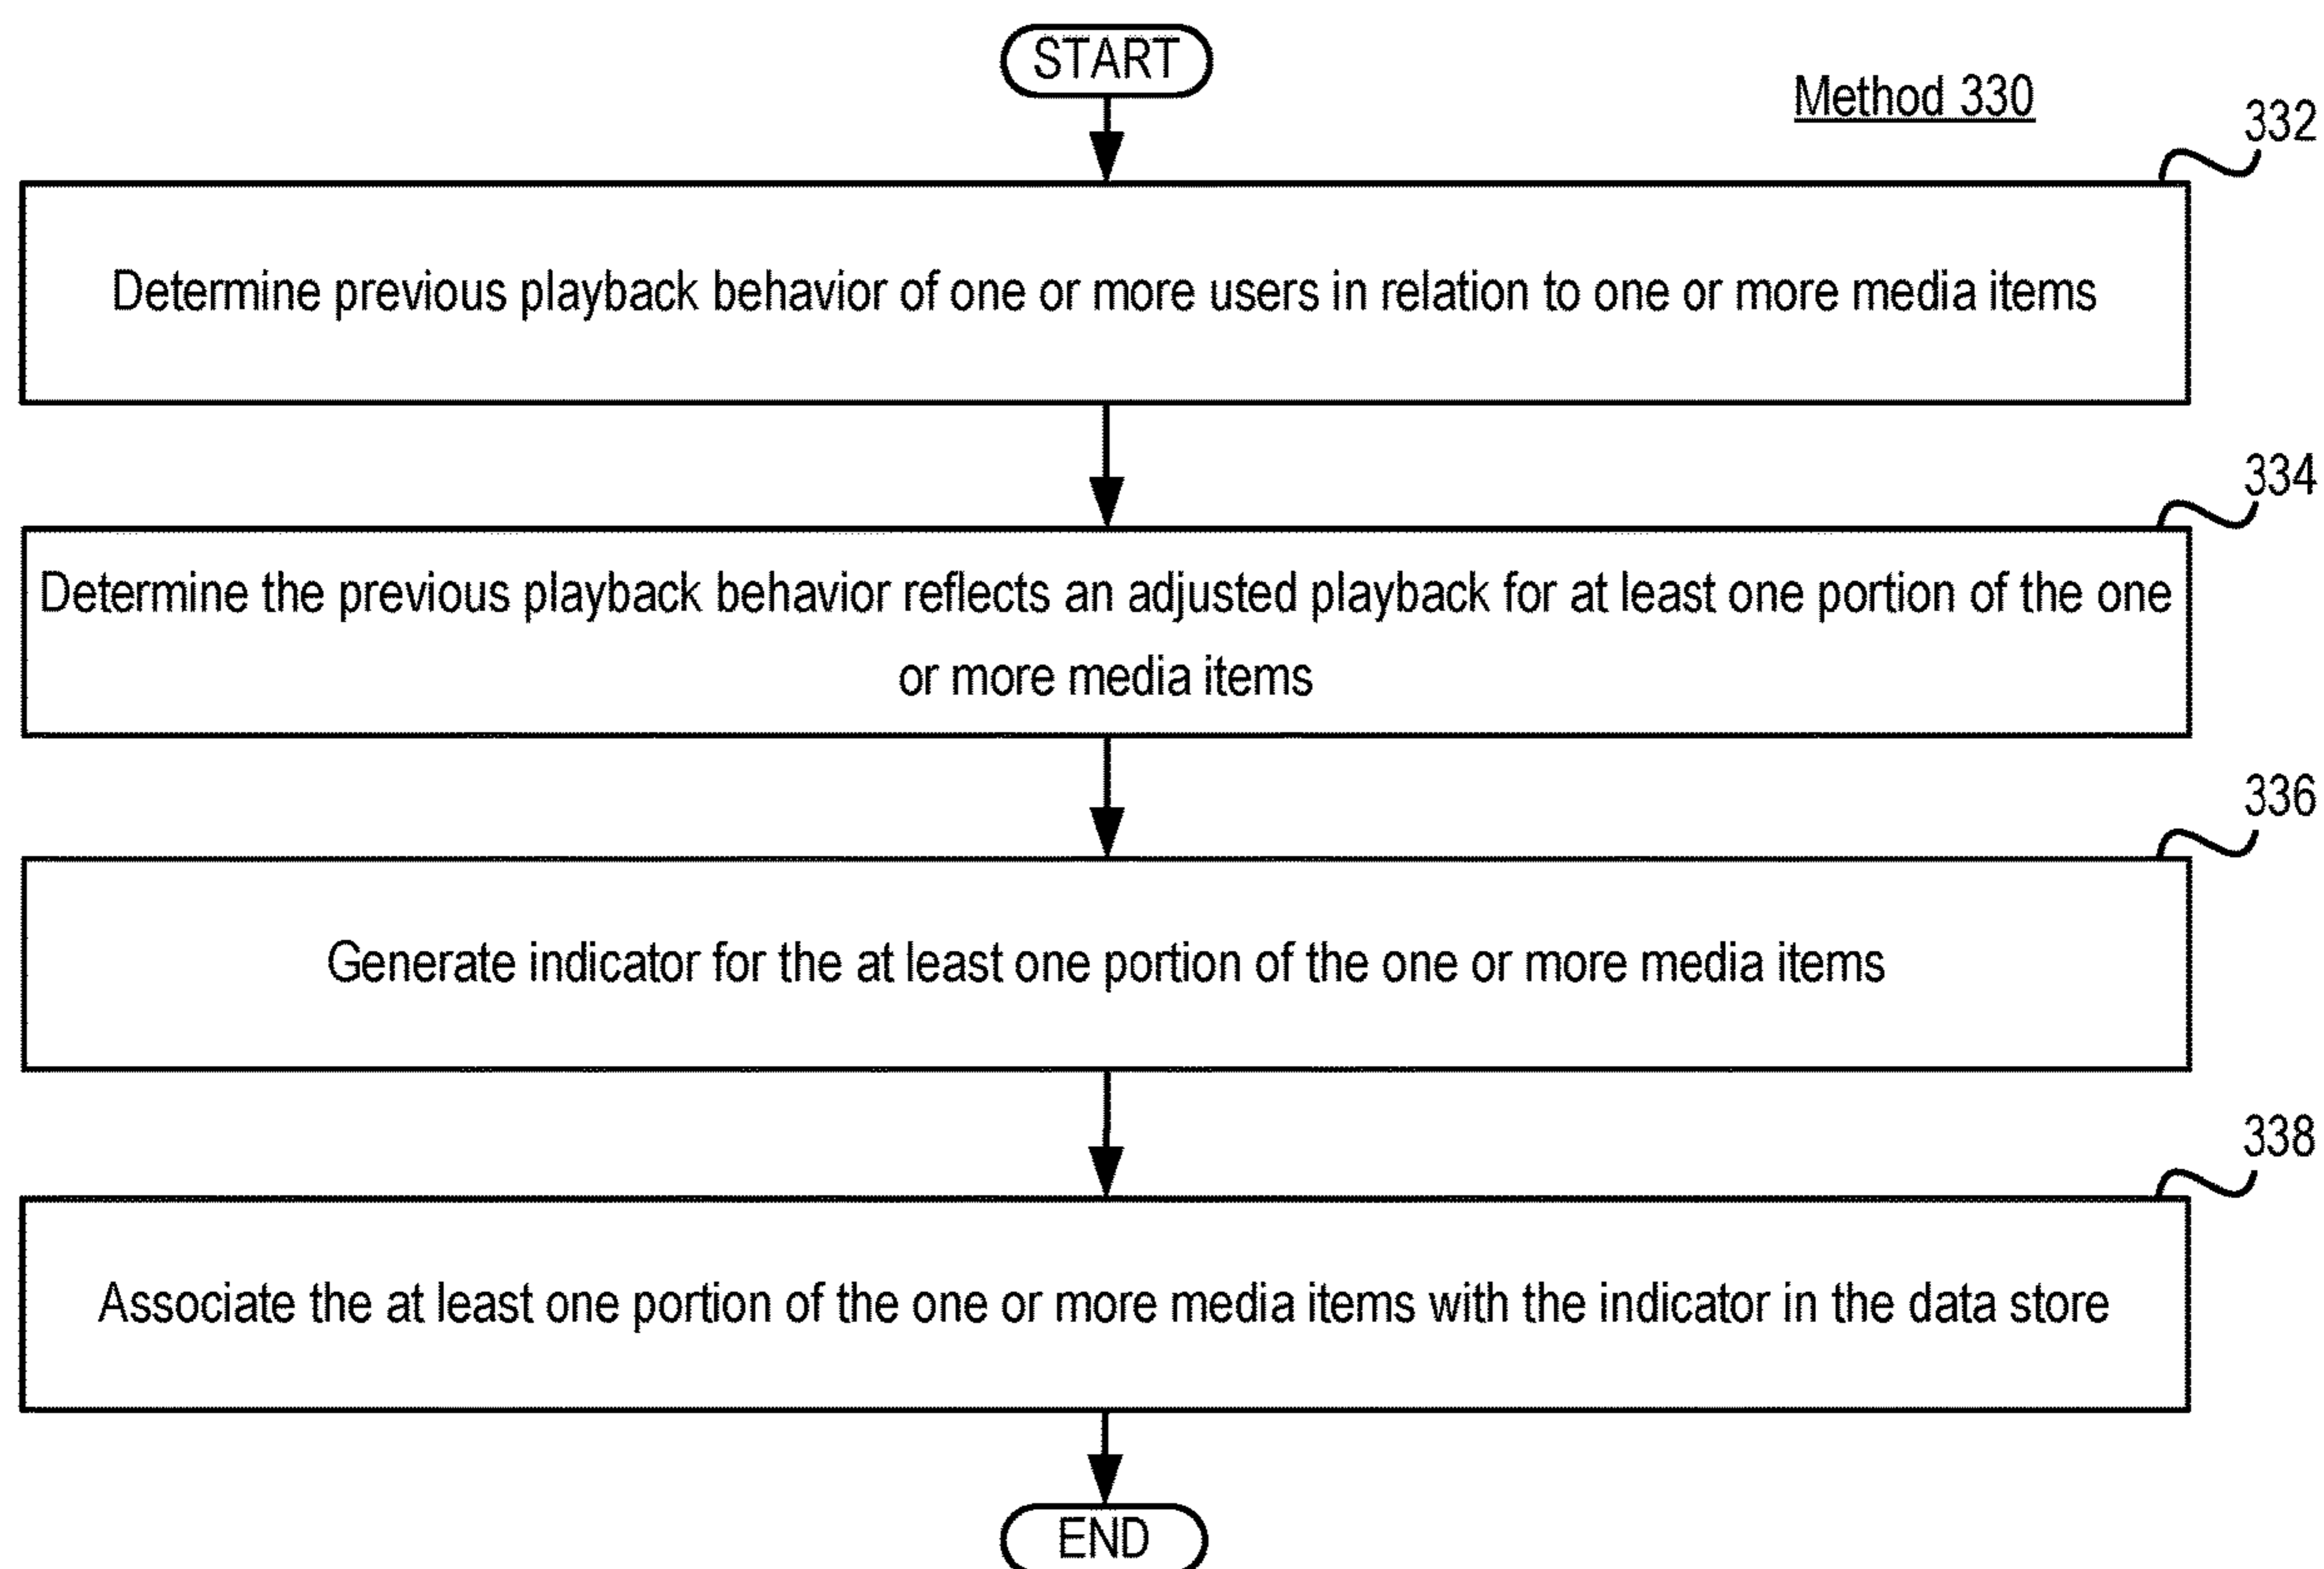 START
Method 330
332
Determine previous playback behavior of one or more users in relation to one or more media items
334
Determine the previous playback behavior reflects an adjusted playback for at least one portion of the one
or more media items
336
Generate indicator for the at least one portion of the one or more media items
338
Associate the at least one portion of the one or more media items with the indicator in the data store
END